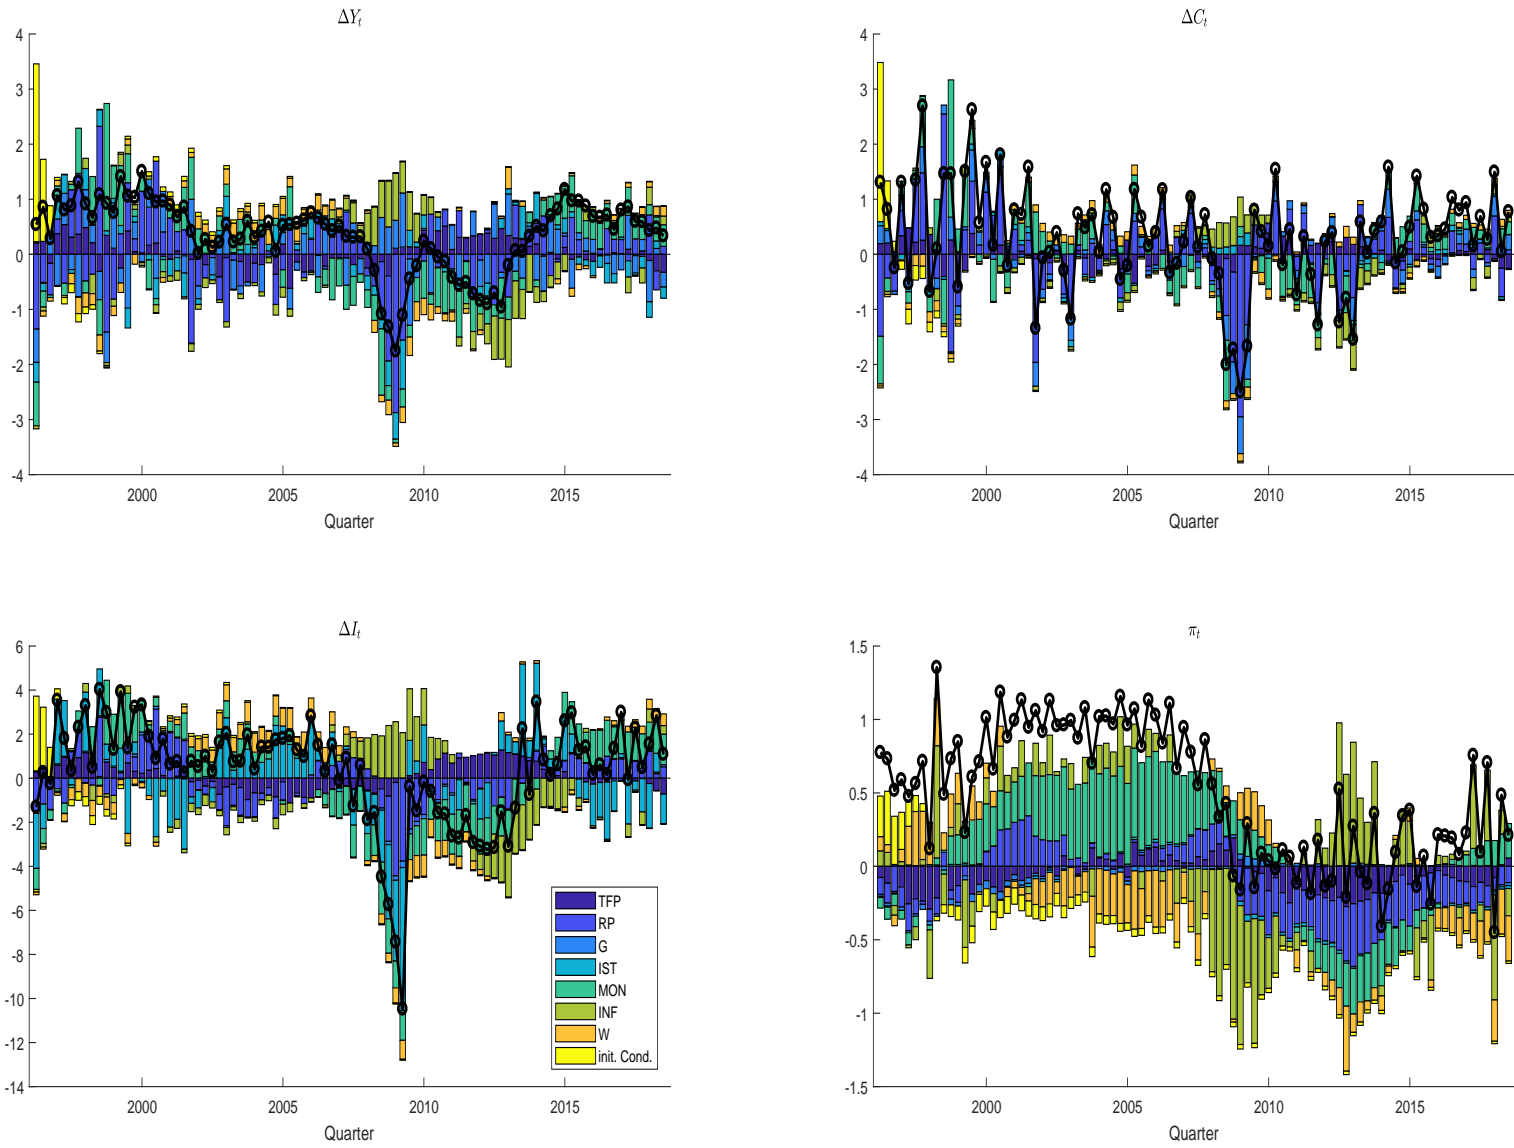 ΔY_t
4
3
2
1
0
-1
-2
-3
-4
2000 2005 2010 2015
Quarter
ΔC_t
4
3
2
1
0
-1
-2
-3
-4
2000 2005 2010 2015
Quarter
ΔI_t
6
4
2
0
-2
-4
-6
-8
-10
-12
-14
TFP
RP
G
IST
MON
INF
W
init. Cond.
2000 2005 2010 2015
Quarter
π_t
1.5
1
0.5
0
-0.5
-1
-1.5
2000 2005 2010 2015
Quarter